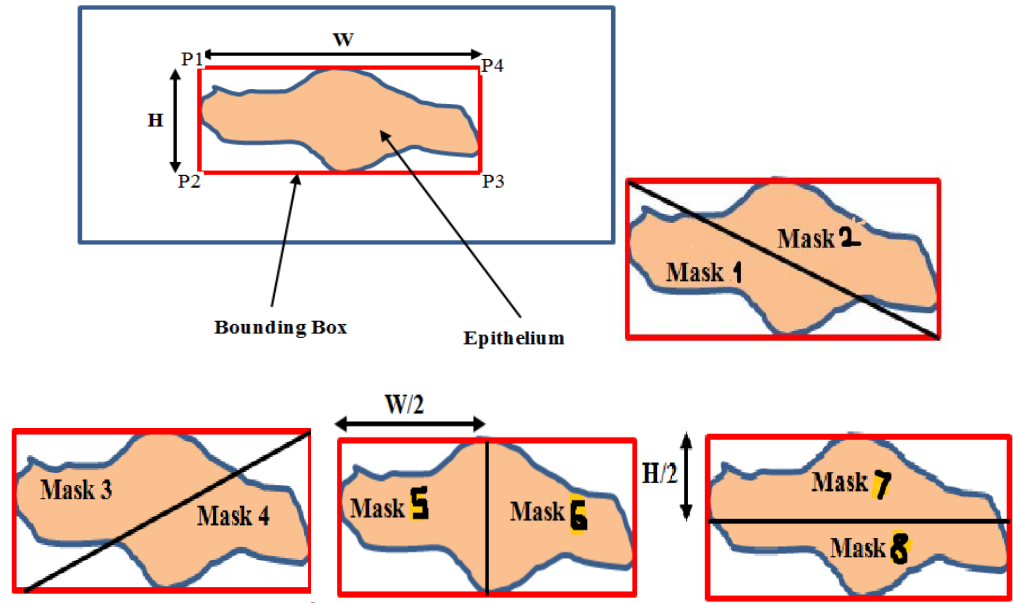 W
P1
P4
H
P2
P3
Bounding Box
Epithelium
Mask 1
Mask 2
W/2
H/2
Mask 3
Mask 4
Mask 5
Mask 6
Mask 7
Mask 8